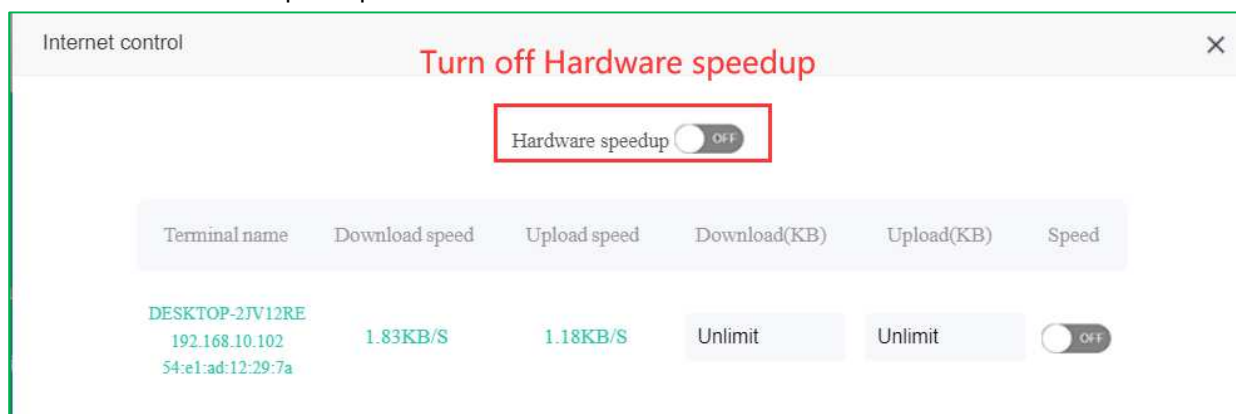 Internet control
Turn off Hardware speedup
Hardware speedup OFF
Terminal name Download speed Upload speed Download(KB) Upload(KB) Speed
DESKTOP-2JV12RE
192.168.10.102 1.83KB/S 1.18KB/S Unlimit Unlimit OFF
54:e1:ad:12:29:7a